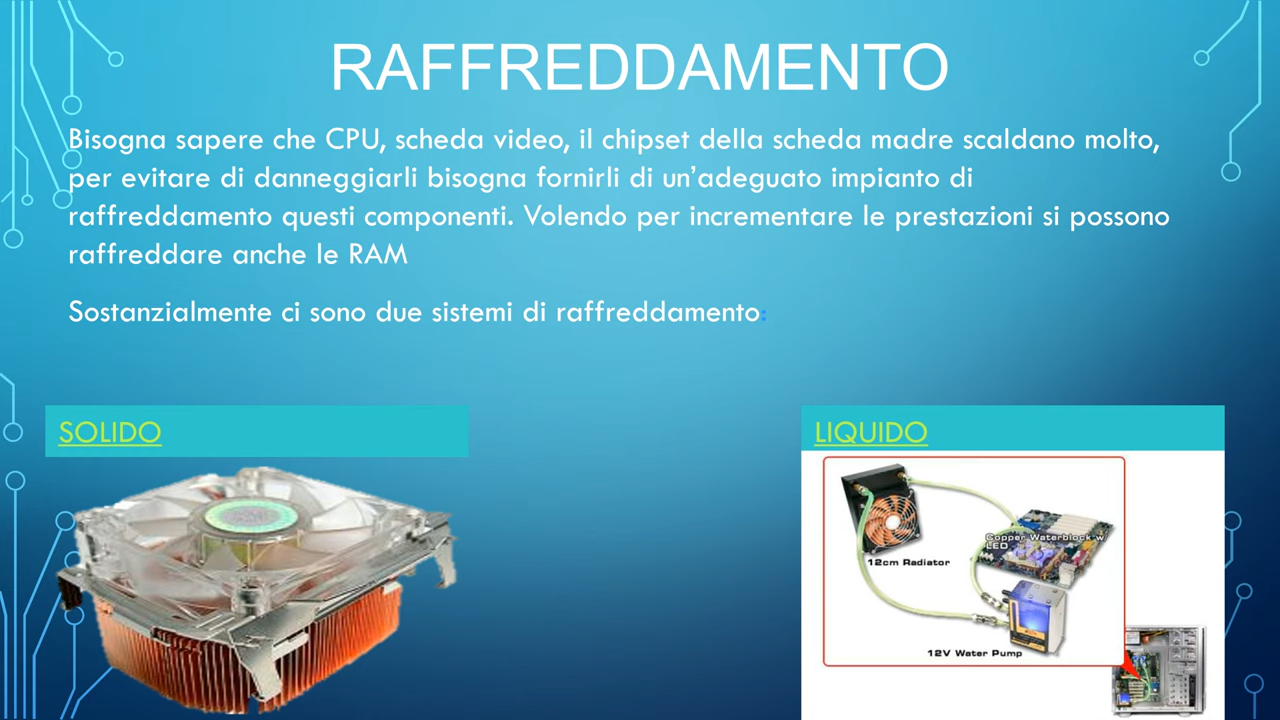 RAFFREDDAMENTO
Bisogna sapere che CPU, scheda video, il chipset della scheda madre scaldano molto,
per evitare di danneggiarli bisogna fornirli di un’adeguato impianto di
raffreddamento questi componenti. Volendo per incrementare le prestazioni si possono
raffreddare anche le RAM
Sostanzialmente ci sono due sistemi di raffreddamento:
SOLIDO
LIQUIDO
Copper Waterblock w/
LED
12cm Radiator
12V Water Pump